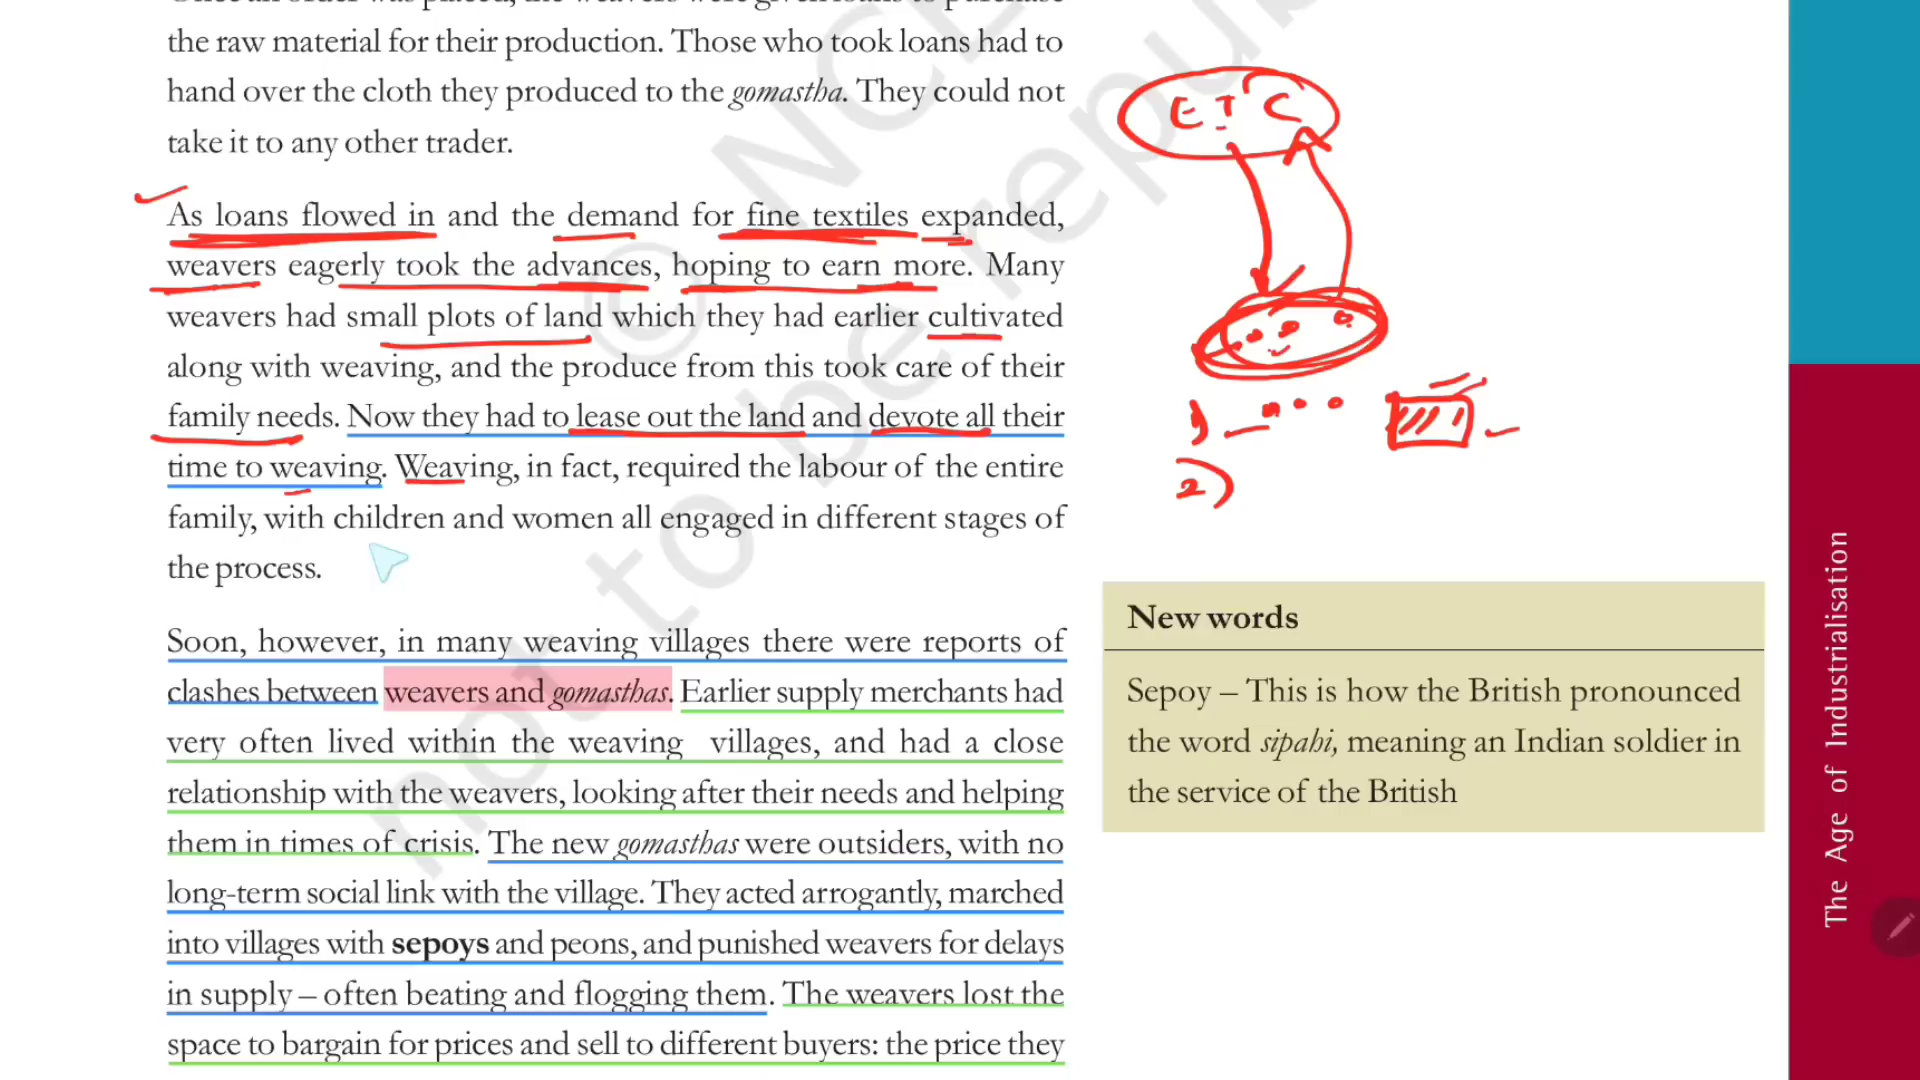 the raw material for their production. Those who took loans had to
hand over the cloth they produced to the gomastha. They could not
take it to any other trader.
As loans flowed in and the demand for fine textiles expanded,
weavers eagerly took the advances, hoping to earn more. Many
weavers had small plots of land which they had earlier cultivated
along with weaving, and the produce from this took care of their
family needs. Now they had to lease out the land and devote all their
time to weaving. Weaving, in fact, required the labour of the entire
family, with children and women all engaged in different stages of
the process.
Soon, however, in many weaving villages there were reports of
clashes between weavers and gomasthas. Earlier supply merchants had
very often lived within the weaving villages, and had a close
relationship with the weavers, looking after their needs and helping
them in times of crisis. The new gomasthas were outsiders, with no
long-term social link with the village. They acted arrogantly, marched
into villages with sepoys and peons, and punished weavers for delays
in supply – often beating and flogging them. The weavers lost the
space to bargain for prices and sell to different buyers: the price they
E I C
1)
2)
New words
Sepoy – This is how the British pronounced
the word sipahi, meaning an Indian soldier in
the service of the British
The Age of Industrialisation
not to be repub